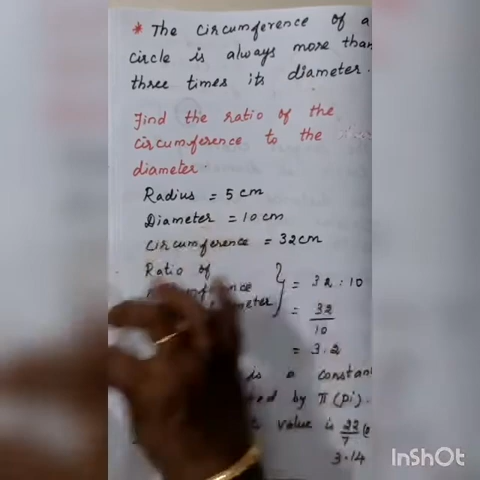 * The circumference of a
circle is always more than
three times its diameter.
Find the ratio of the
circumference to the
diameter.
Radius = 5 cm
Diameter = 10 cm
Circumference = 32 cm
Ratio of
= 32 : 10
= 32
10
= 3.2
is a constant
by π (pi).
value is 22
7
3.14
InShOt